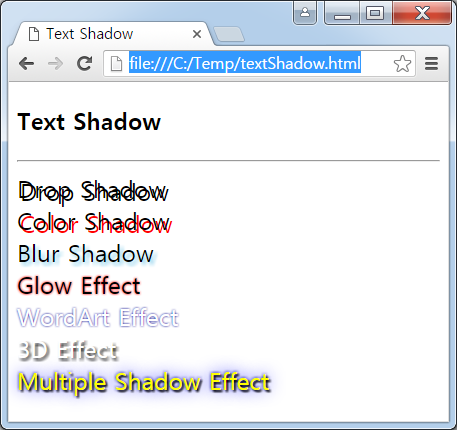 Text Shadow
file:///C:/Temp/textShadow.html
Text Shadow
Drop Shadow
Color Shadow
Blur Shadow
Glow Effect
WordArt Effect
3D Effect
Multiple Shadow Effect